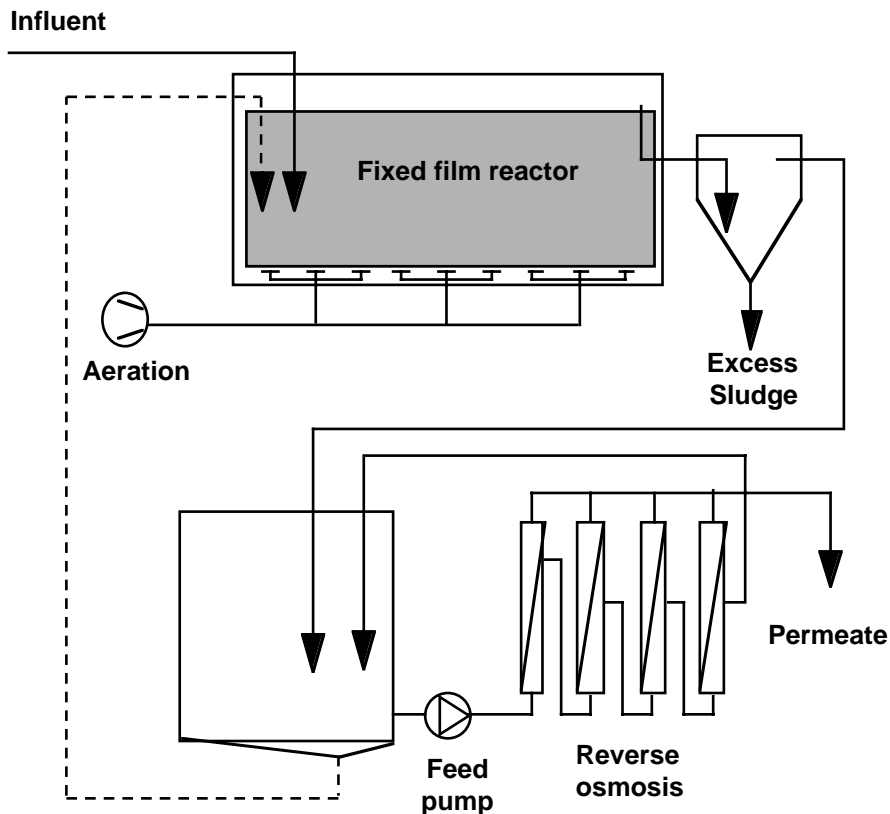 Influent
Fixed film reactor
Aeration
Excess
Sludge
Permeate
Feed
pump
Reverse
osmosis